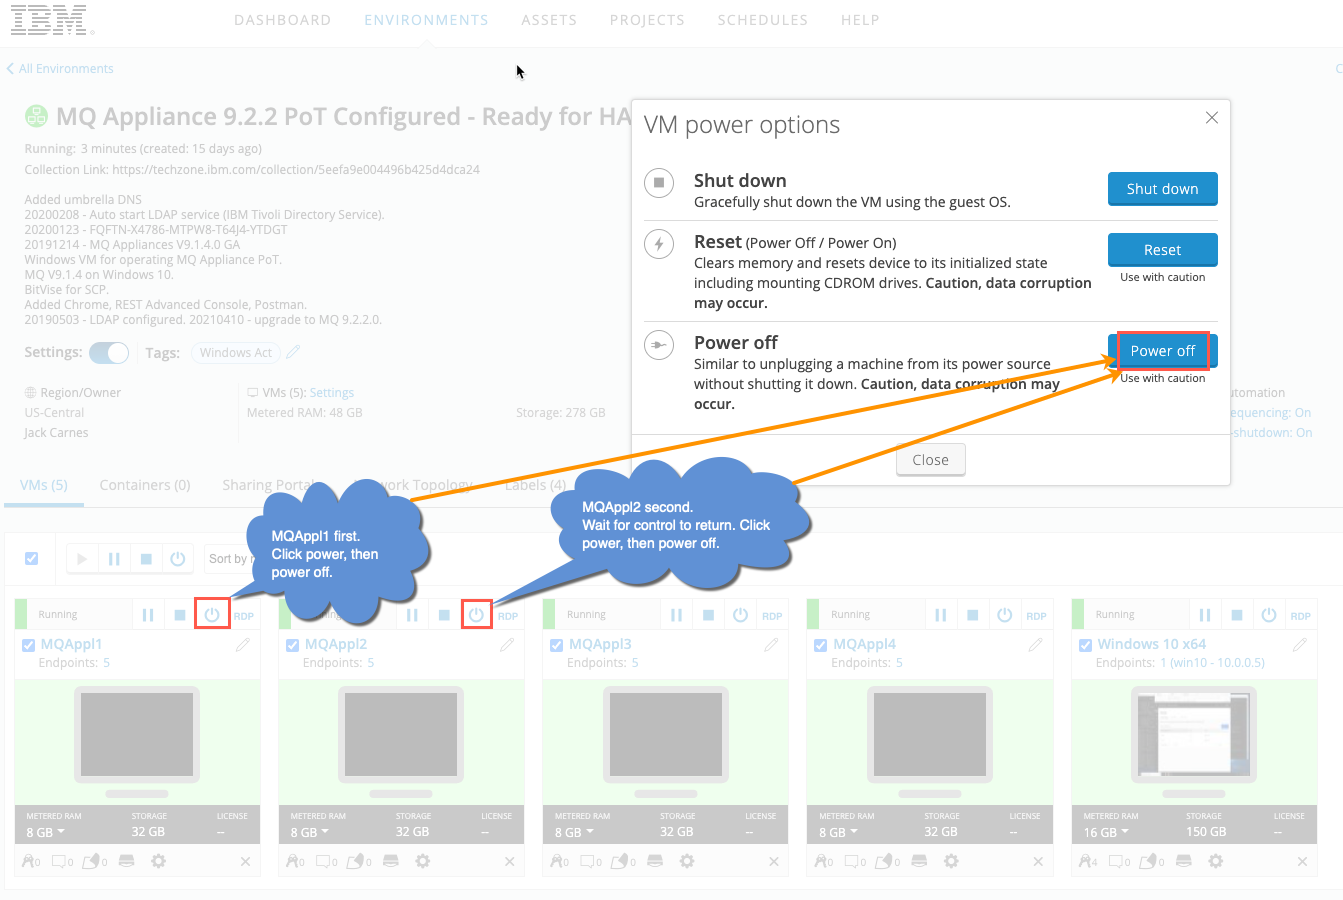 IBM
DASHBOARD ENVIRONMENTS ASSETS PROJECTS SCHEDULES HELP
All Environments
MQ Appliance 9.2.2 PoT Configured - Ready for HA
Running: 3 minutes (created: 15 days ago)
Collection Link: https://techzone.ibm.com/collection/5eefa9e004496b425d4dca24
Added umbrella DNS
20200208 - Auto start LDAP service (IBM Tivoli Directory Service).
20200123 - FQFTN-X4786-MTPW8-T64J4-YTDGT
20191214 - MQ Appliances V9.1.4.0 GA
Windows VM for operating MQ Appliance PoT.
MQ V9.1.4 on Windows 10.
BitVise for SCP.
Added Chrome, REST Advanced Console, Postman.
20190503 - LDAP configured. 20210410 - upgrade to MQ 9.2.2.0.
Settings: Tags: Windows Act
Region/Owner
US-Central
Jack Carnes
VMs (5): Settings
Metered RAM: 48 GB
Storage: 278 GB
utomation
equencing: On
-shutdown: On
VM power options
Shut down
Gracefully shut down the VM using the guest OS.
Shut down
Reset (Power Off / Power On)
Clears memory and resets device to its initialized state
including mounting CDROM drives. Caution, data corruption
may occur.
Reset
Use with caution
Power off
Similar to unplugging a machine from its power source
without shutting it down. Caution, data corruption may
occur.
Power off
Use with caution
Close
VMs (5) Containers (0) Sharing Portal work Topology Labels (4)
MQAppl1 first.
Click power, then
power off.
MQAppl2 second.
Wait for control to return. Click
power, then power off.
Sort by
Running RDP
MQAppl1
Endpoints: 5
METERED RAM STORAGE LICENSE
8 GB 32 GB --
0 0 0
RDP
MQAppl2
Endpoints: 5
METERED RAM STORAGE LICENSE
8 GB 32 GB --
0 0 0
Running RDP
MQAppl3
Endpoints: 5
METERED RAM STORAGE LICENSE
8 GB 32 GB --
0 0 0
Running RDP
MQAppl4
Endpoints: 5
METERED RAM STORAGE LICENSE
8 GB 32 GB --
0 0 0
Running RDP
Windows 10 x64
Endpoints: 1 (win10 - 10.0.0.5)
METERED RAM STORAGE LICENSE
16 GB 150 GB --
4 0 0